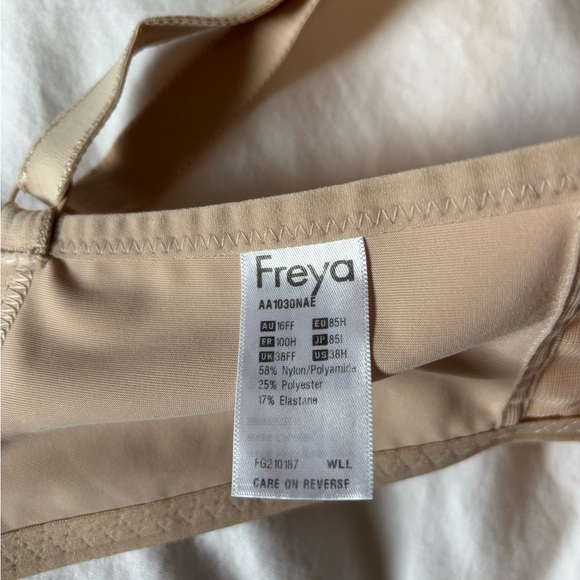 Freya
AA1030NAE
AU 16FF EU 85H
FR 100H JP 85I
UK 38FF US 38H
58% Nylon/Polyamide
25% Polyester
17% Elastane
FG210187 WLL
CARE ON REVERSE